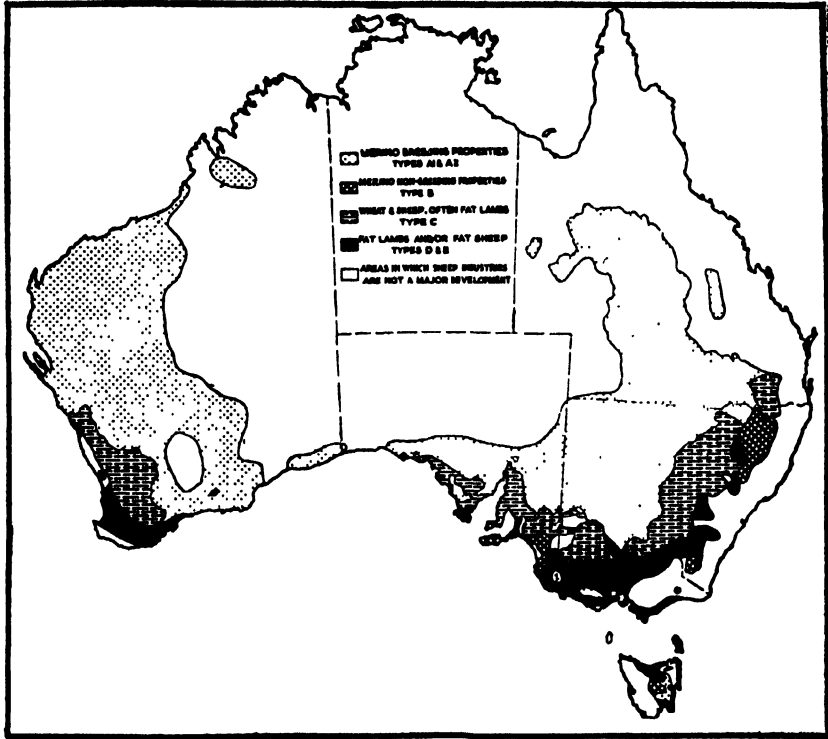 MERINO BREEDING PROPERTIES
TYPES A1 & A2
MERINO NON-BREEDING PROPERTIES
TYPE B
WHEAT & SHEEP, OFTEN FAT LAMBS
TYPE C
FAT LAMBS AND/OR FAT SHEEP
TYPES D & E
AREAS IN WHICH SHEEP INDUSTRIES
ARE NOT A MAJOR DEVELOPMENT